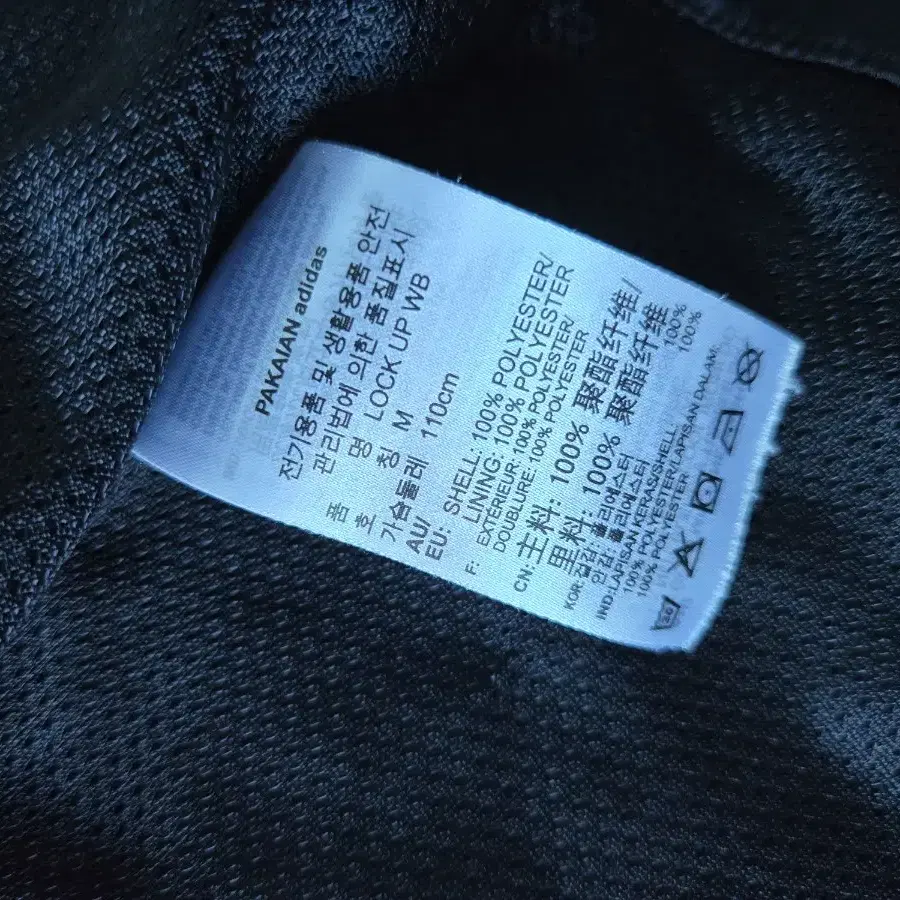 PAKAIAN adidas
전기용품 및 생활용품 안전
관리법에 의한 품질표시
품 명 LOCK UP WB
호 칭 M
가슴둘레 110cm
AU/
EU: SHELL: 100% POLYESTER/
LINING: 100% POLYESTER
F: EXTERIEUR: 100% POLYESTER/
DOUBLURE: 100% POLYESTER
CN: 主料: 100% 聚酯纤维/
里料: 100% 聚酯纤维
KOR: 겉감: 폴리에스터 100%
안감: 폴리에스터 100%
IND: LAPISAN KERAS/SHELL:
100% POLYESTER/LAPISAN DALAM:
100% POLYESTER
30